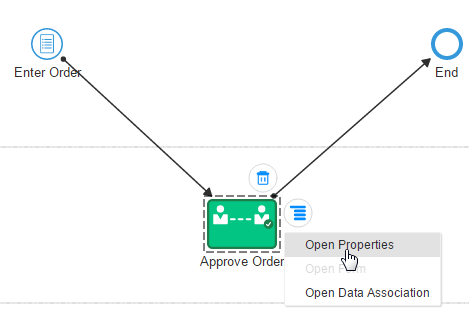 Enter Order
End
Approve Order
Open Properties
Open Form
Open Data Association